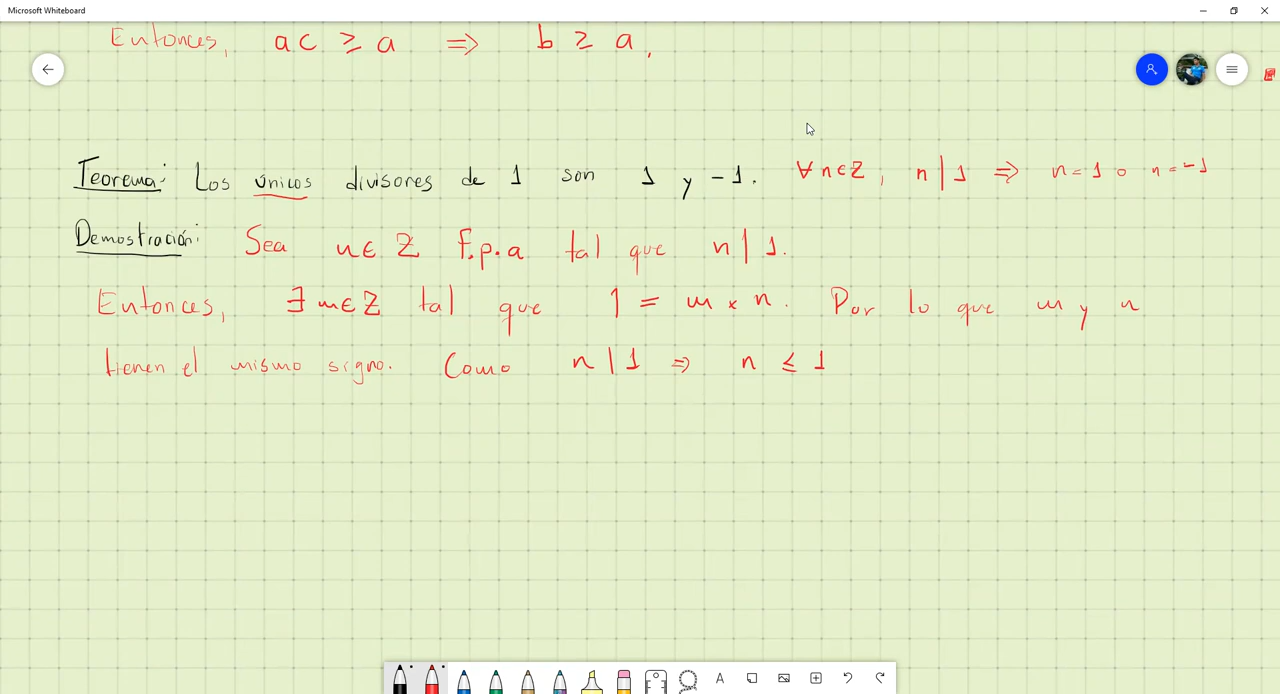 Microsoft Whiteboard
Entonces, ac ≥ a ⇒ b ≥ a.
Teorema: Los únicos divisores de 1 son 1 y -1. ∀n∈Z, n|1 ⇒ n=1 o n=-1
Demostración: Sea n∈Z f.p.a tal que n|1.
Entonces, ∃m∈Z tal que 1 = m × n. Por lo que m y n
tienen el mismo signo. Como n|1 ⇒ n ≤ 1
A